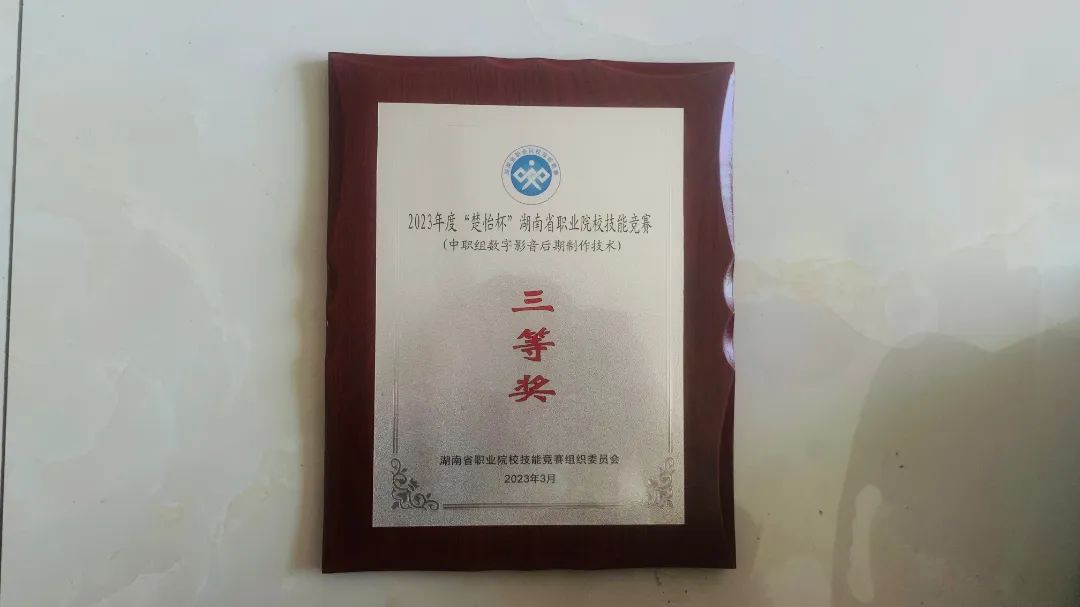 2023年度“楚怡杯”湖南省职业院校技能竞赛
(中职组数字影音后期制作技术)
三
等
奖
湖南省职业院校技能竞赛组织委员会
2023年3月